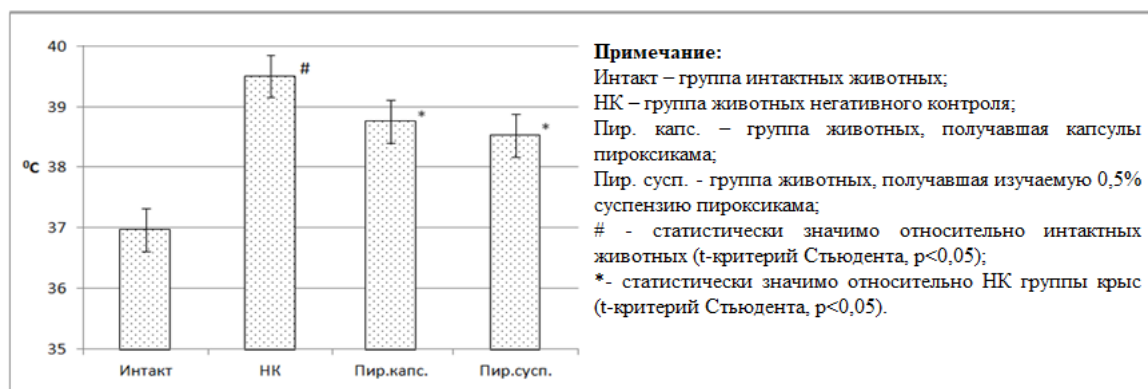 40
39
38
37
36
35
⁰C
#
*
*
Интакт
НК
Пир.капс.
Пир.сусп.
Примечание:
Интакт – группа интактных животных;
НК – группа животных негативного контроля;
Пир. капс. – группа животных, получавшая капсулы
пироксикама;
Пир. сусп. - группа животных, получавшая изучаемую 0,5%
суспензию пироксикама;
# - статистически значимо относительно интактных
животных (t-критерий Стьюдента, p<0,05);
*- статистически значимо относительно НК группы крыс
(t-критерий Стьюдента, p<0,05).